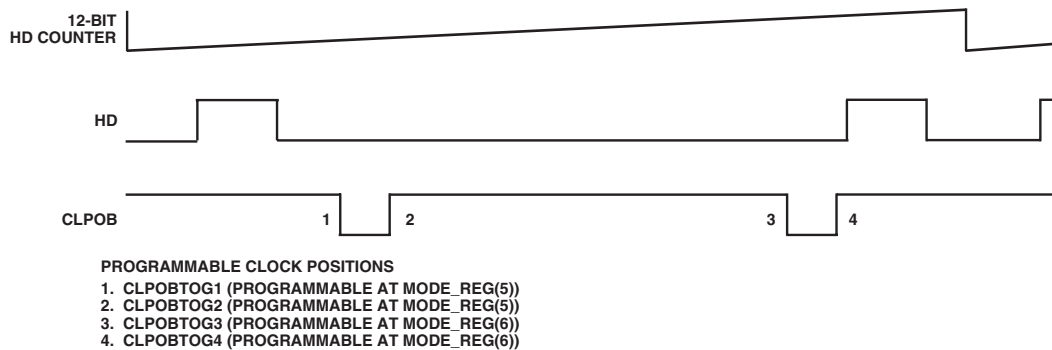 12-BIT
HD COUNTER
HD
CLPOB
1
2
3
4
PROGRAMMABLE CLOCK POSITIONS
1. CLPOBTOG1 (PROGRAMMABLE AT MODE_REG(5))
2. CLPOBTOG2 (PROGRAMMABLE AT MODE_REG(5))
3. CLPOBTOG3 (PROGRAMMABLE AT MODE_REG(6))
4. CLPOBTOG4 (PROGRAMMABLE AT MODE_REG(6))